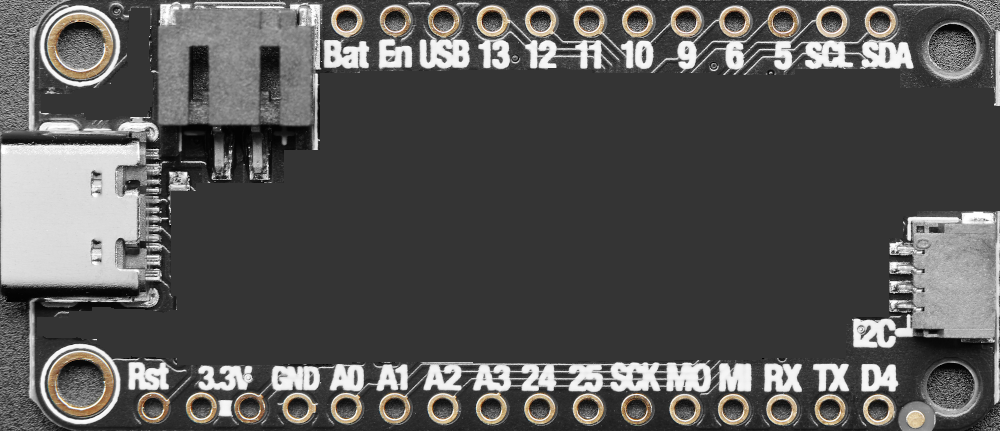 Bat En USB 13 12 11 10 9 6 5 SCL SDA
I2C
Rst 3.3V GND A0 A1 A2 A3 24 25 SCK MO MI RX TX D4